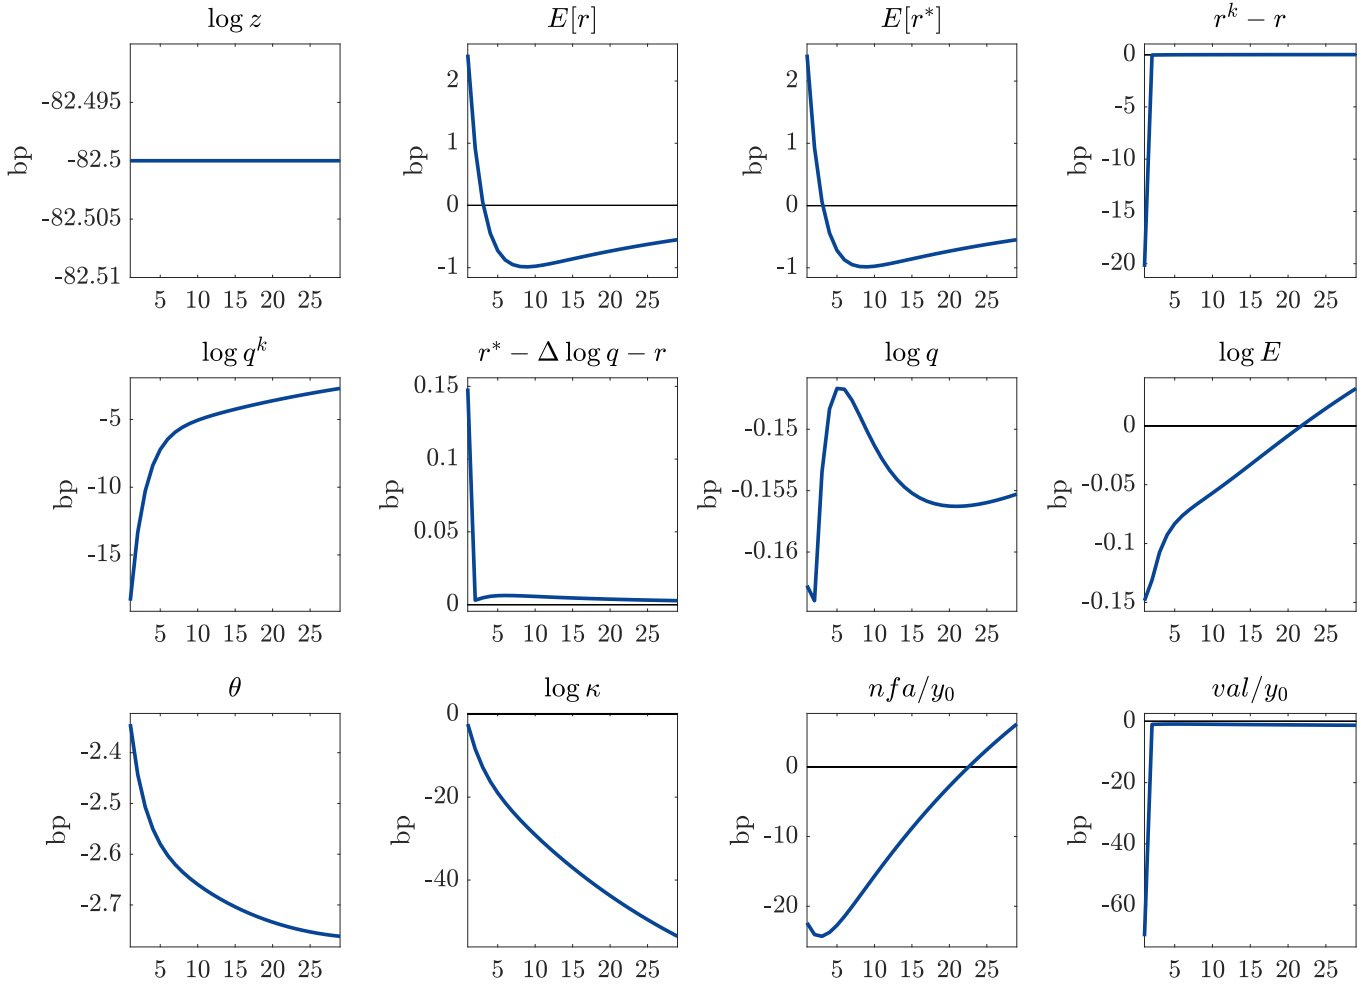 log z
E[r]
E[r*]
r^k − r
bp
-82.495
-82.5
-82.505
-82.51
5 10 15 20 25
bp
2
1
0
-1
5 10 15 20 25
bp
2
1
0
-1
5 10 15 20 25
bp
0
-5
-10
-15
-20
5 10 15 20 25
log q^k
r* − Δ log q − r
log q
log E
bp
-5
-10
-15
5 10 15 20 25
bp
0.15
0.1
0.05
0
5 10 15 20 25
bp
-0.15
-0.155
-0.16
5 10 15 20 25
bp
0
-0.05
-0.1
-0.15
5 10 15 20 25
θ
log κ
nfa/y₀
val/y₀
bp
-2.4
-2.5
-2.6
-2.7
5 10 15 20 25
bp
0
-20
-40
5 10 15 20 25
bp
0
-10
-20
5 10 15 20 25
bp
0
-20
-40
-60
5 10 15 20 25